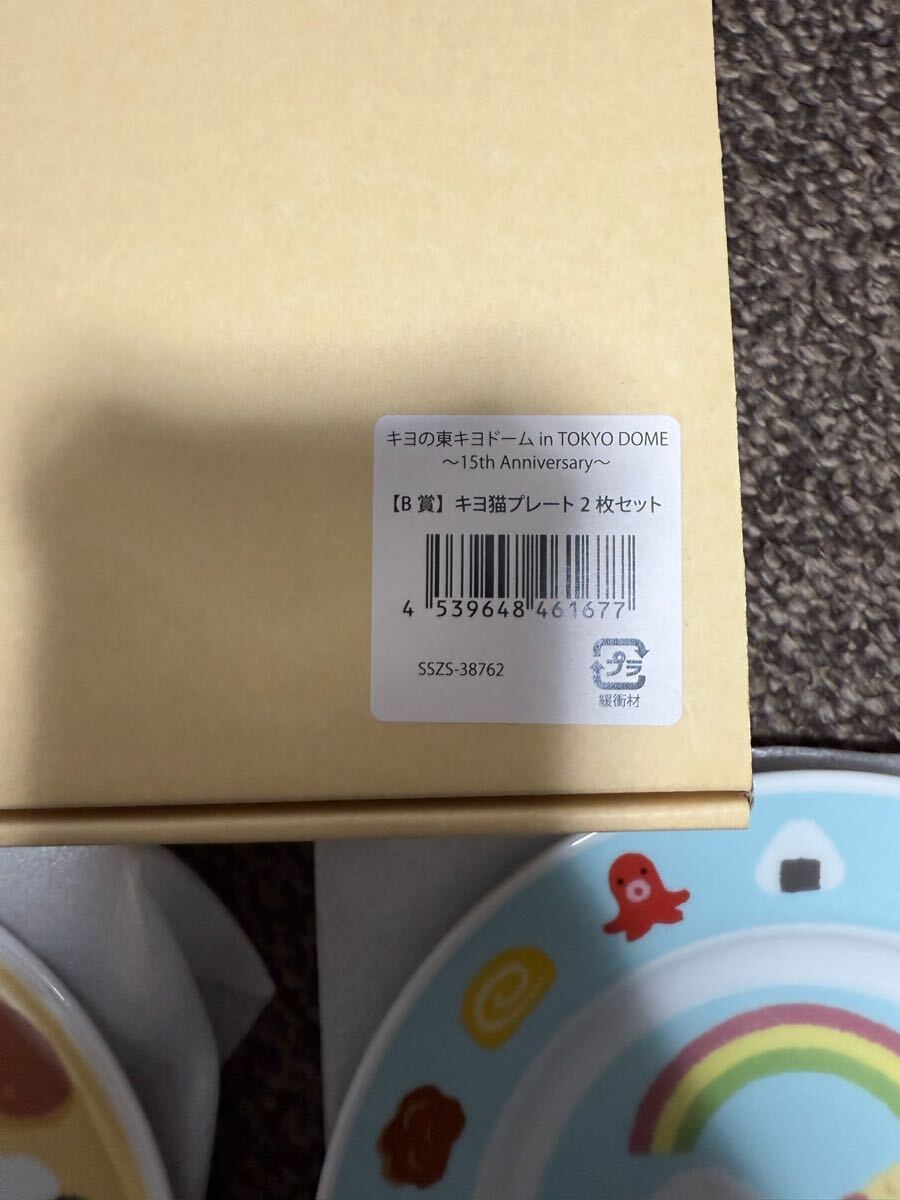 キヨの東キヨドーム in TOKYO DOME
～15th Anniversary～
【B 賞】キヨ猫プレート 2 枚セット
4 539648 461677
SSZS-38762
プラ
緩衝材